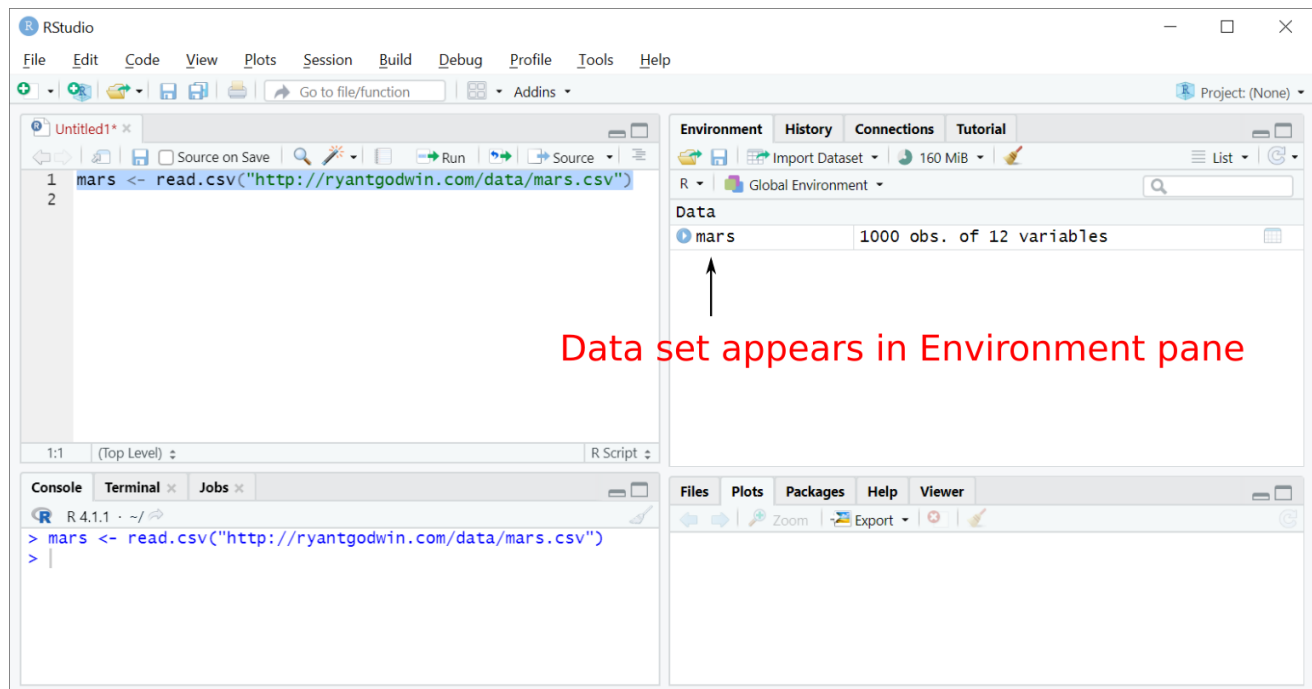 RStudio
File Edit Code View Plots Session Build Debug Profile Tools Help
Go to file/function Addins Project: (None)
Untitled1*
Source on Save Run Source
1 mars <- read.csv("http://ryantgodwin.com/data/mars.csv")
2
1:1 (Top Level) R Script
Console Terminal Jobs
R 4.1.1 · ~/
> mars <- read.csv("http://ryantgodwin.com/data/mars.csv")
>
Environment History Connections Tutorial
Import Dataset 160 MiB List
R Global Environment
Data
mars 1000 obs. of 12 variables
Data set appears in Environment pane
Files Plots Packages Help Viewer
Zoom Export